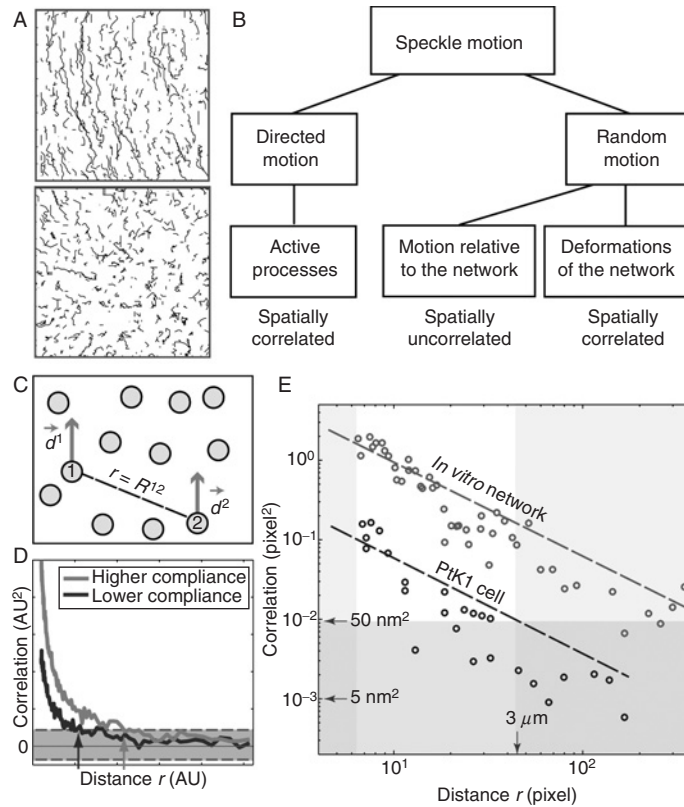 A
B
Speckle motion
Directed
motion
Random
motion
Active
processes
Motion relative
to the network
Deformations
of the network
Spatially
correlated
Spatially
uncorrelated
Spatially
correlated
C
d¹
1
r = R¹²
d²
2
D
Higher compliance
Lower compliance
Correlation (AU²)
0
Distance r (AU)
E
Correlation (pixel²)
10⁰
10⁻¹
10⁻²
10⁻³
In vitro network
PtK1 cell
50 nm²
5 nm²
3 μm
10¹
10²
Distance r (pixel)